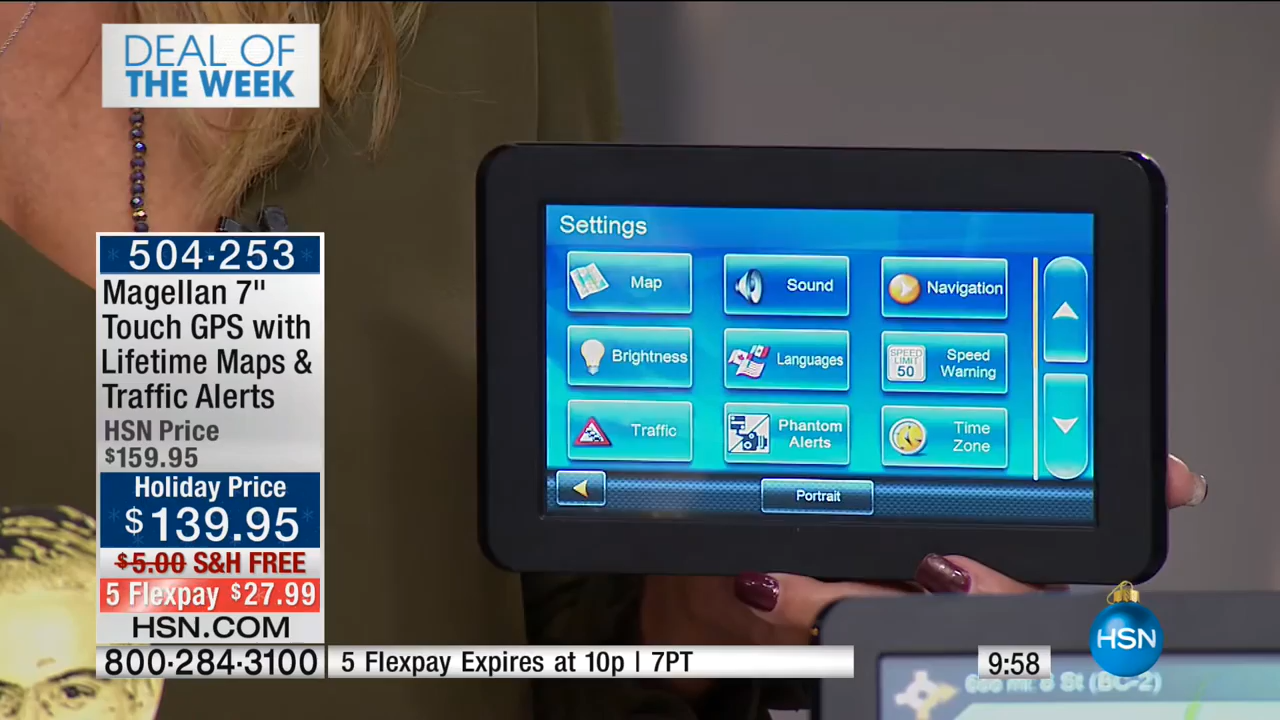 DEAL OF
THE WEEK
504-253
Magellan 7"
Touch GPS with
Lifetime Maps &
Traffic Alerts
HSN Price
$159.95
Holiday Price
$139.95
$5.00 S&H FREE
5 Flexpay $27.99
HSN.COM
800-284-3100
5 Flexpay Expires at 10p | 7PT
9:58
HSN
Settings
Map
Sound
Navigation
Brightness
Languages
SPEED
LIMIT
50
Speed
Warning
Traffic
Phantom
Alerts
Time
Zone
Portrait
St (BC-2)